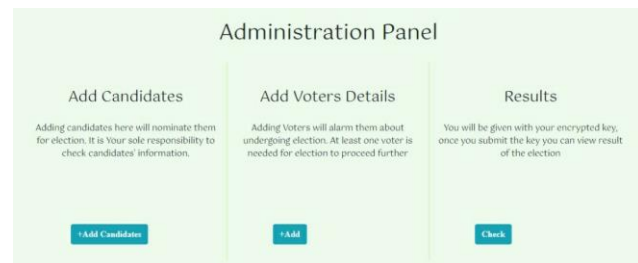 Administration Panel
Add Candidates
Adding candidates here will nominate them
for election. It is Your sole responsibility to
check candidates' information.
+Add Candidates
Add Voters Details
Adding Voters will alarm them about
undergoing election. At least one voter is
needed for election to proceed further
+Add
Results
You will be given with your encrypted key,
once you submit the key you can view result
of the election
Check